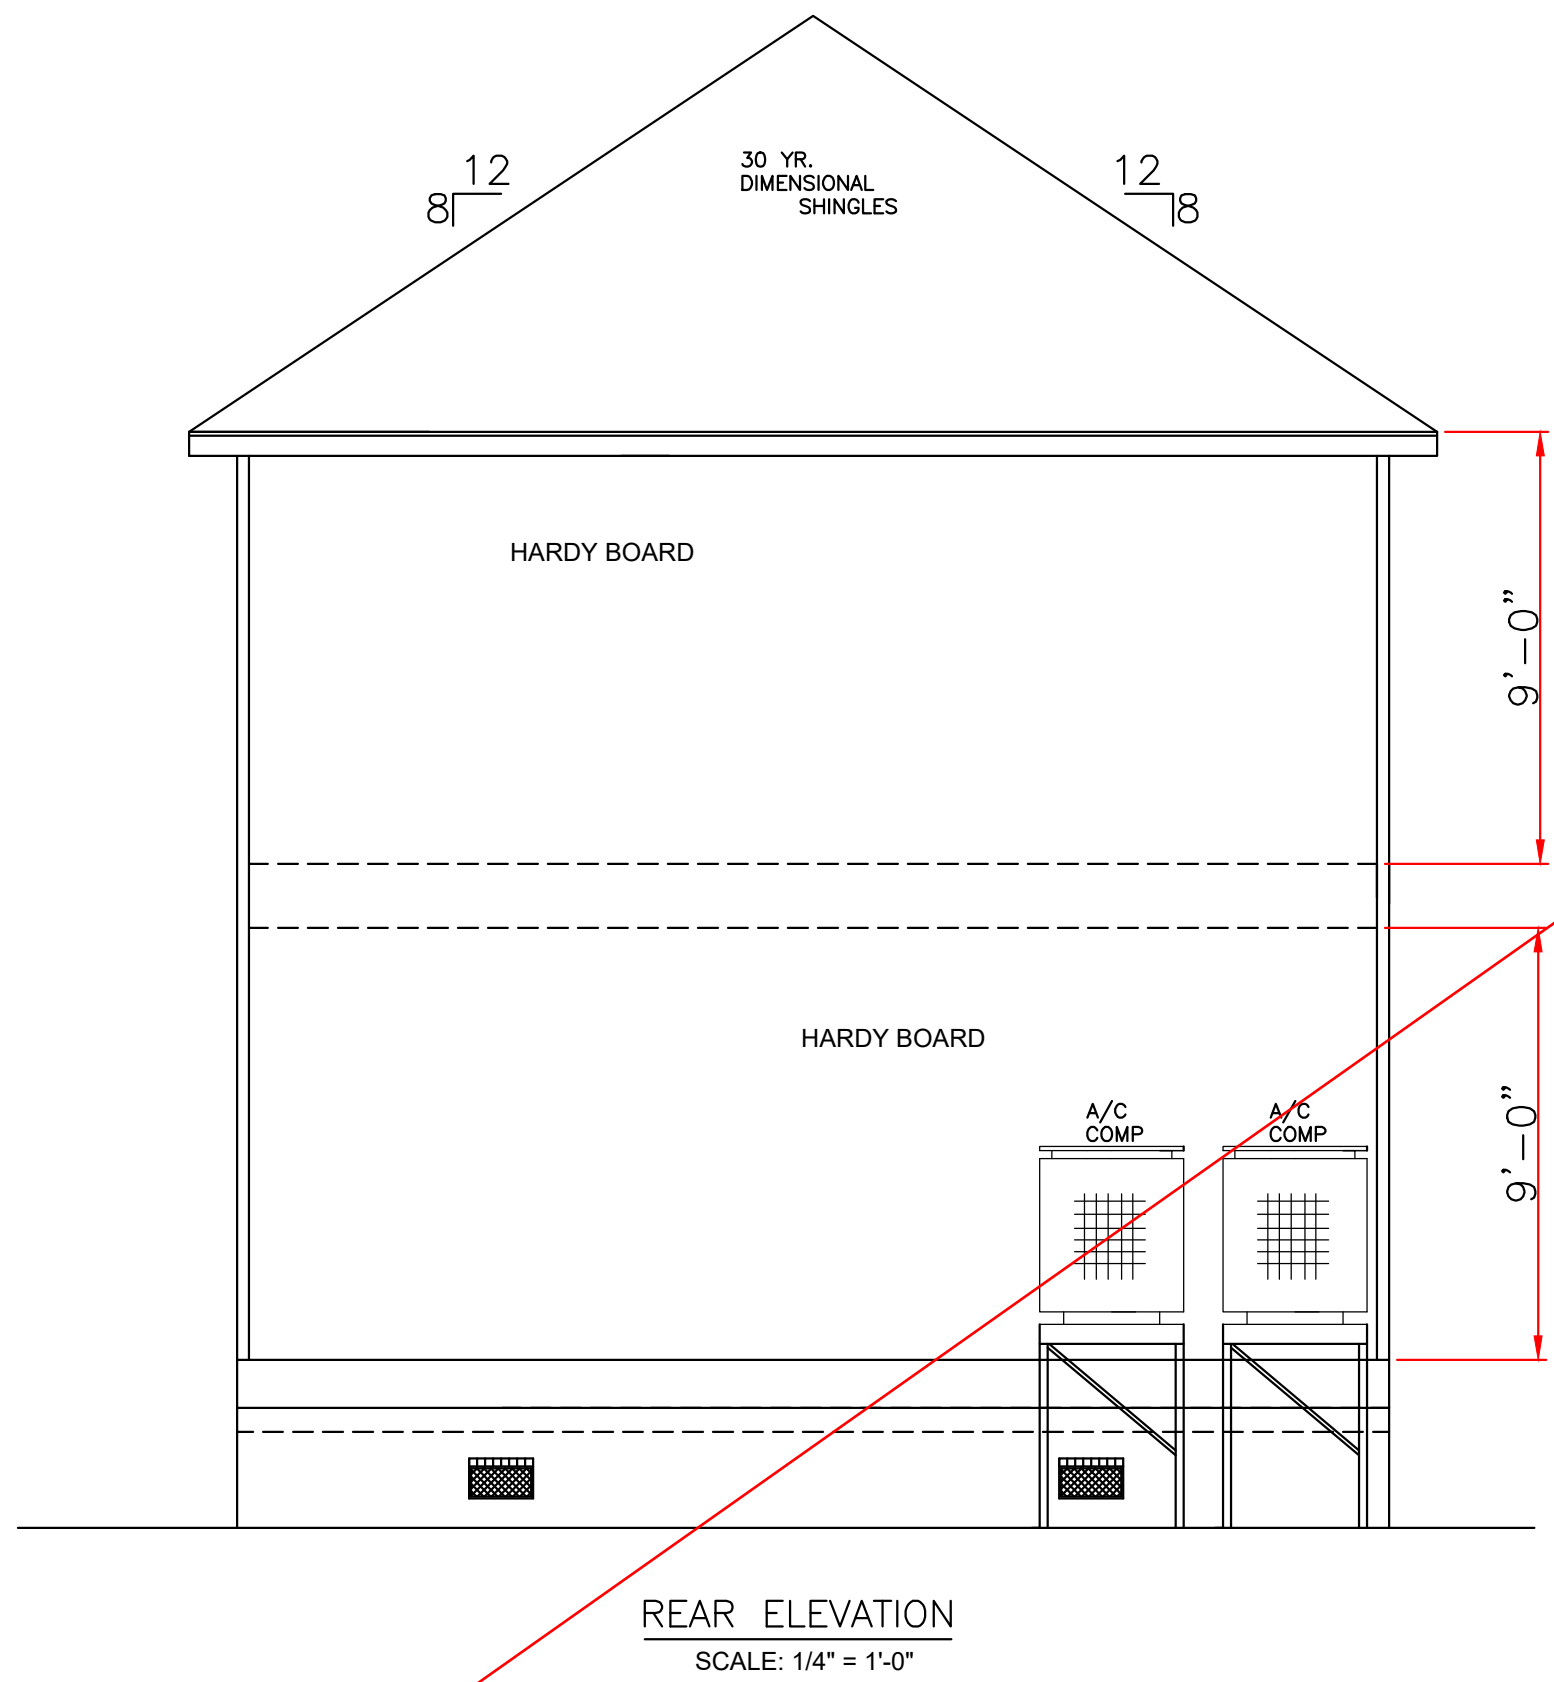 12
8
30 YR.
DIMENSIONAL
SHINGLES
12
8
HARDY BOARD
9'-0"
HARDY BOARD
A/C
COMP
A/C
COMP
9'-0"
REAR ELEVATION
SCALE: 1/4" = 1'-0"